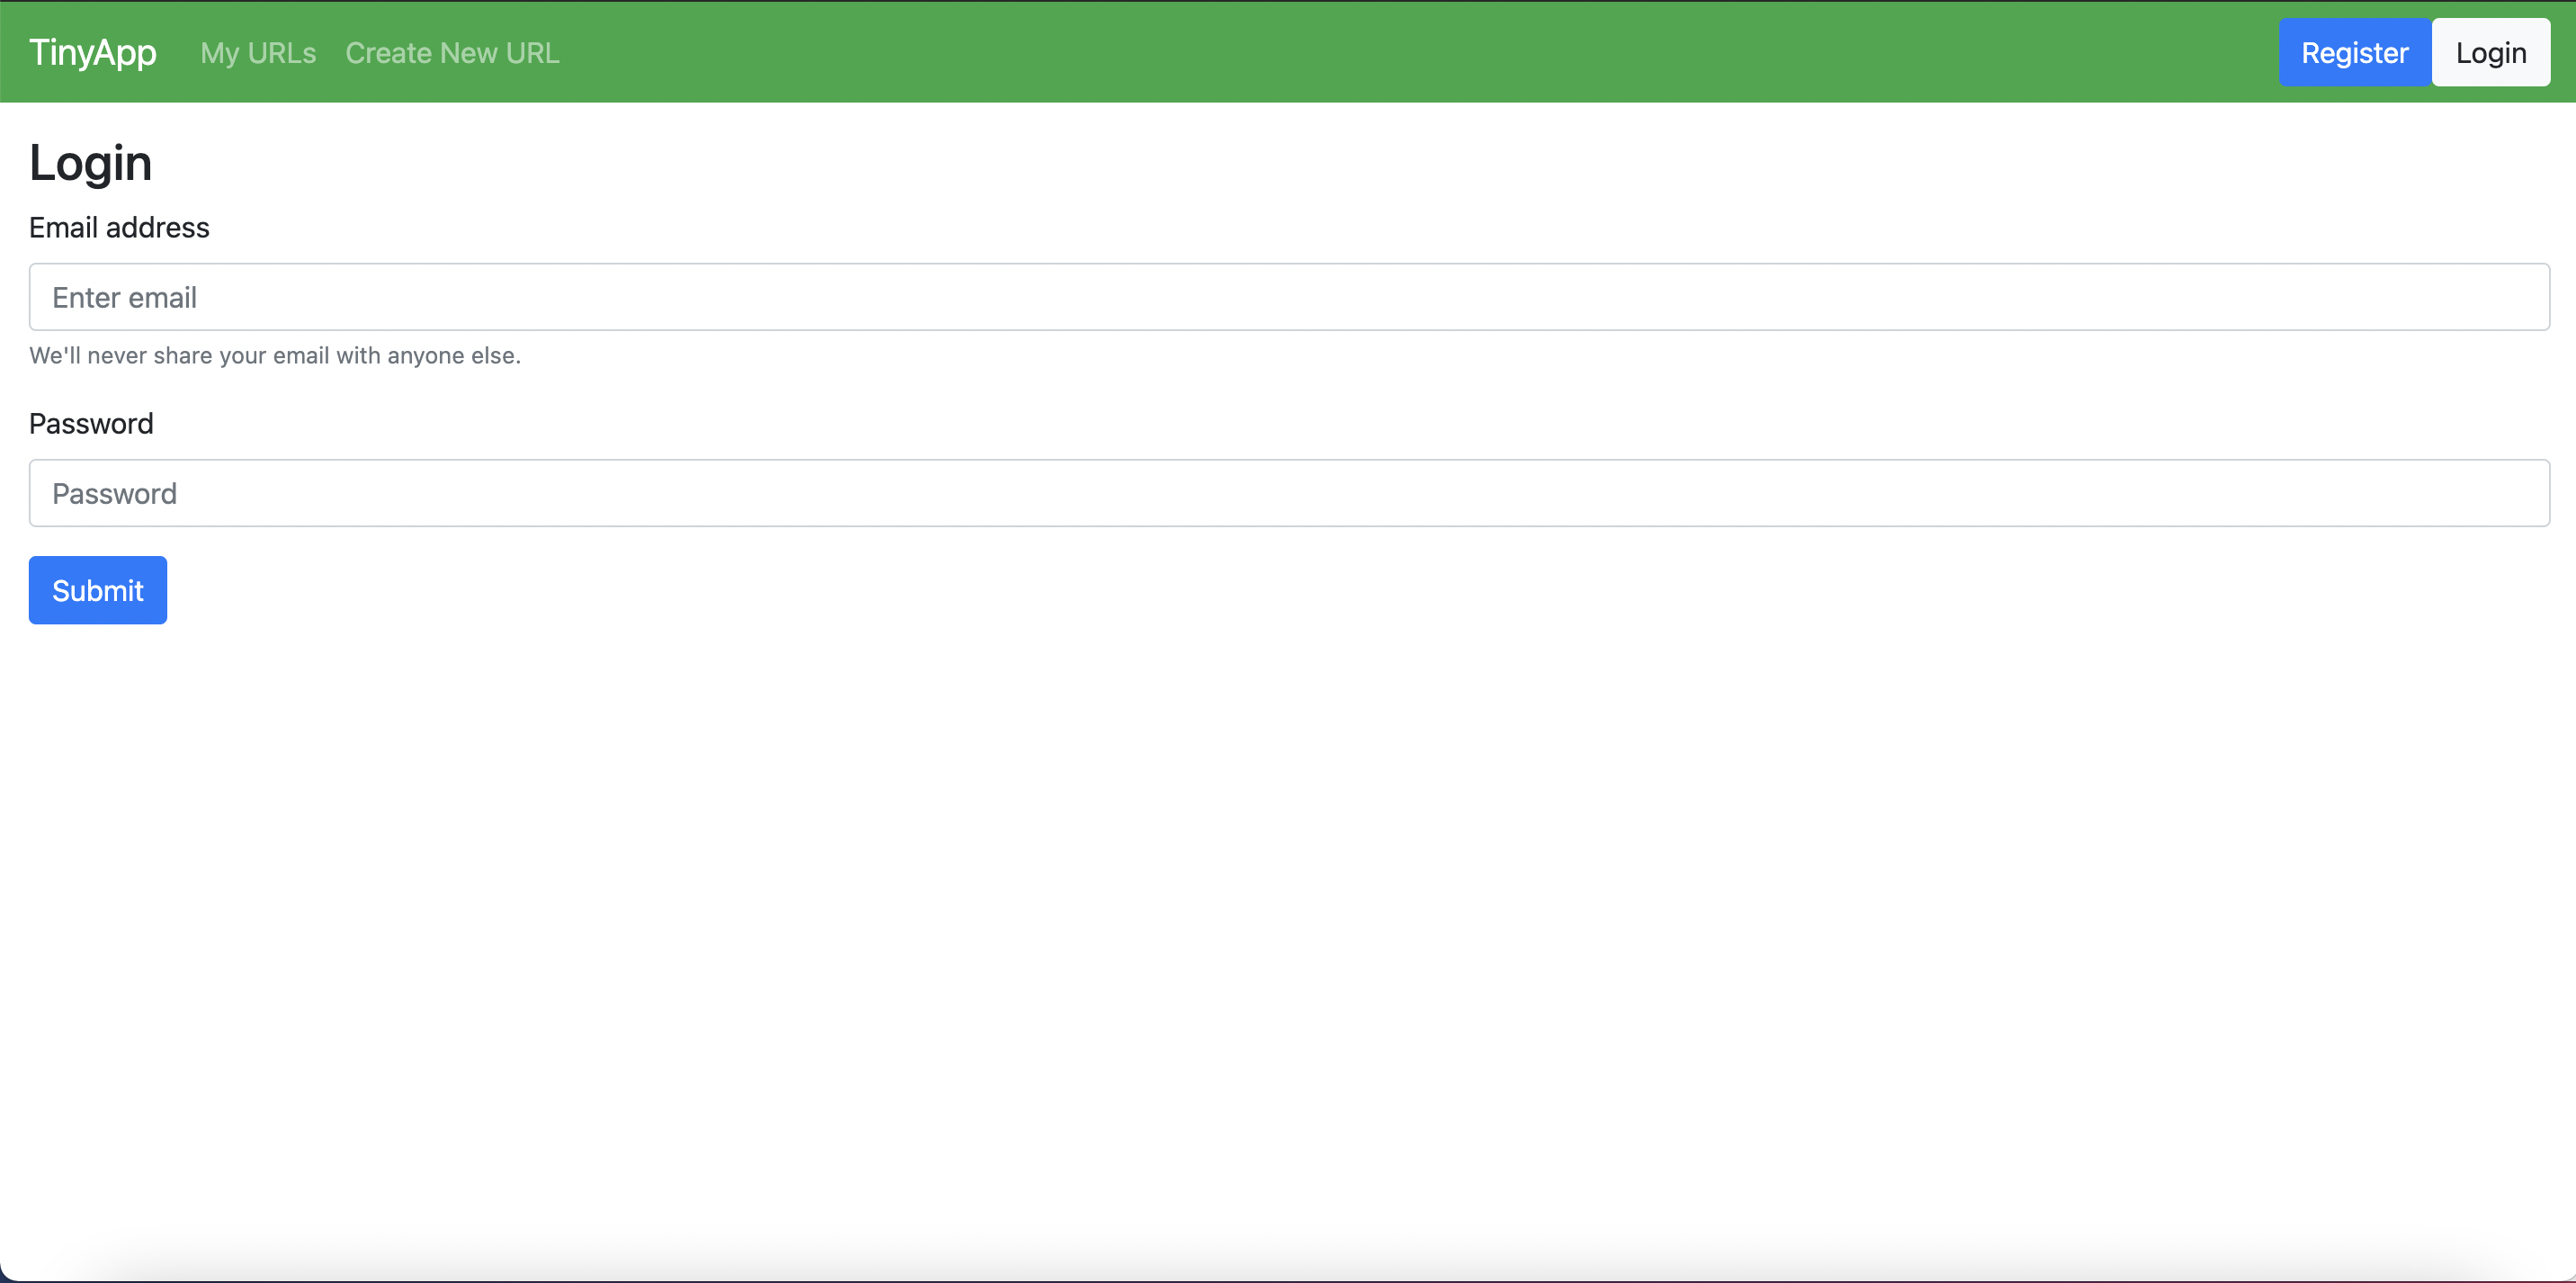 TinyApp My URLs Create New URL Register Login
Login
Email address
Enter email
We'll never share your email with anyone else.
Password
Password
Submit